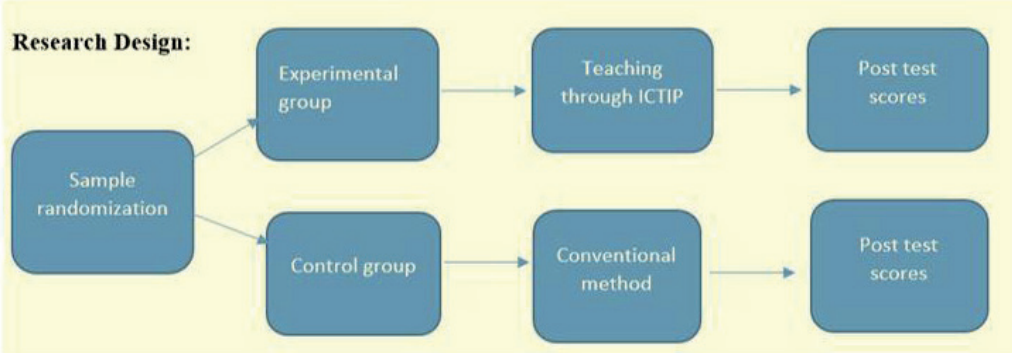 Research Design:
Sample
randomization
Experimental
group
Teaching
through ICTIP
Post test
scores
Control group
Conventional
method
Post test
scores